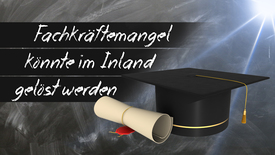 Fachkräftemangel
könnte im Inland
gelöst werden